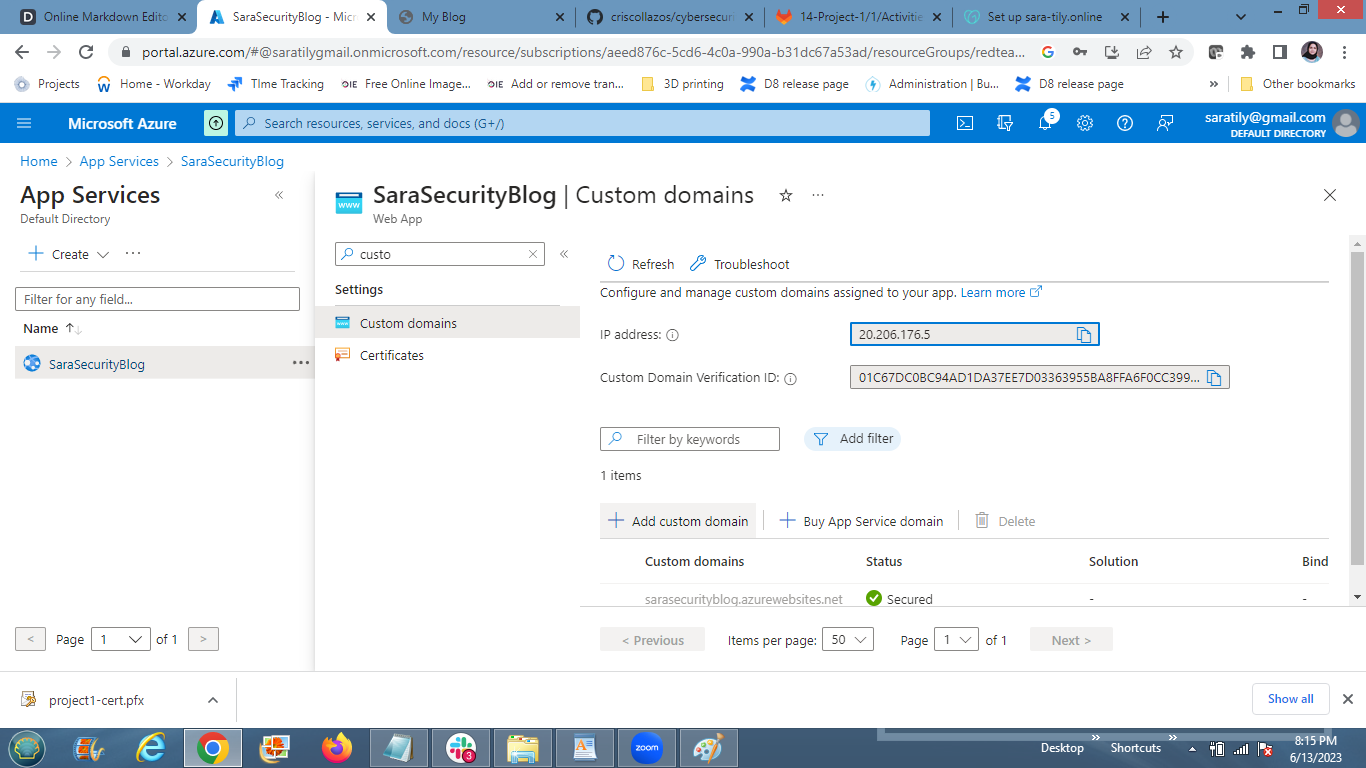 Online Markdown Edito
SaraSecurityBlog - Micr
My Blog
criscollazos/cybersecuri
14-Project-1/1/Activitie
Set up sara-tily.online
portal.azure.com/#@saratilygmail.onmicrosoft.com/resource/subscriptions/aeed876c-5cd6-4c0a-990a-b31dc67a53ad/resourceGroups/redtea...
Projects
Home - Workday
TIme Tracking
Free Online Image...
Add or remove tran...
3D printing
D8 release page
Administration | Bu...
D8 release page
»
Other bookmarks
Microsoft Azure
Search resources, services, and docs (G+/)
5
saratily@gmail.com
DEFAULT DIRECTORY
Home > App Services > SaraSecurityBlog
App Services
«
Default Directory
Create
...
Filter for any field...
Name
SaraSecurityBlog
...
< Page 1 of 1 >
SaraSecurityBlog | Custom domains
...
Web App
custo
«
Settings
Custom domains
Certificates
Refresh
Troubleshoot
Configure and manage custom domains assigned to your app. Learn more
IP address:
20.206.176.5
Custom Domain Verification ID:
01C67DC0BC94AD1DA37EE7D03363955BA8FFA6F0CC399...
Filter by keywords
Add filter
1 items
Add custom domain
Buy App Service domain
Delete
Custom domains
Status
Solution
Bind
sarasecurityblog.azurewebsites.net
Secured
-
-
< Previous
Items per page: 50
Page 1 of 1
Next >
project1-cert.pfx
Show all
3
zoom
Desktop
»
Shortcuts
»
8:15 PM
6/13/2023